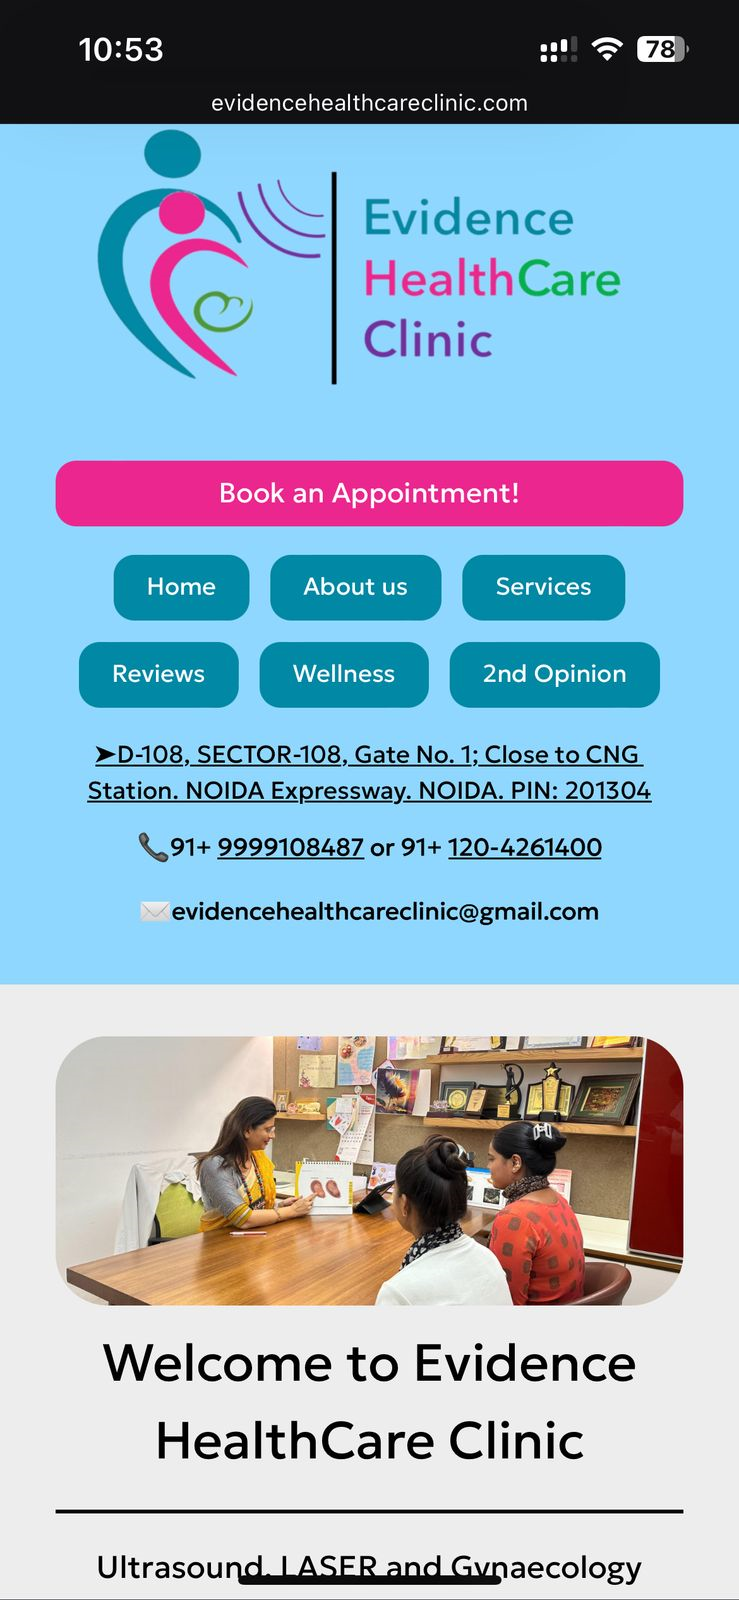 10:53
78
evidencehealthcareclinic.com
Evidence
HealthCare
Clinic
Book an Appointment!
Home
About us
Services
Reviews
Wellness
2nd Opinion
➤D-108, SECTOR-108, Gate No. 1; Close to CNG
Station. NOIDA Expressway. NOIDA. PIN: 201304
📞91+ 9999108487 or 91+ 120-4261400
✉️evidencehealthcareclinic@gmail.com
Welcome to Evidence
HealthCare Clinic
Ultrasound, LASER and Gynaecology